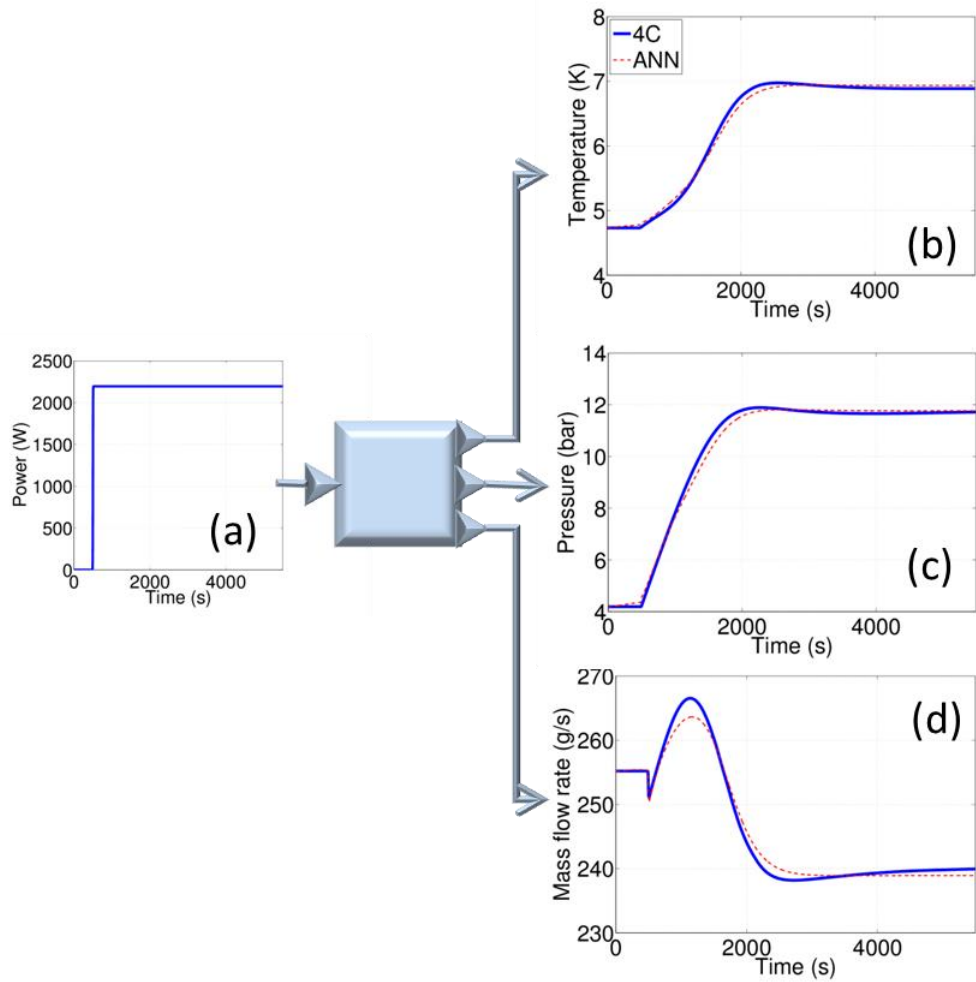 8
4C
ANN
7
6
5
4
Temperature (K)
(b)
0
2000
4000
Time (s)
2500
2000
1500
1000
500
0
Power (W)
(a)
0
2000
4000
Time (s)
14
12
10
8
6
4
Pressure (bar)
(c)
0
2000
4000
Time (s)
270
260
250
240
230
Mass flow rate (g/s)
(d)
0
2000
4000
Time (s)